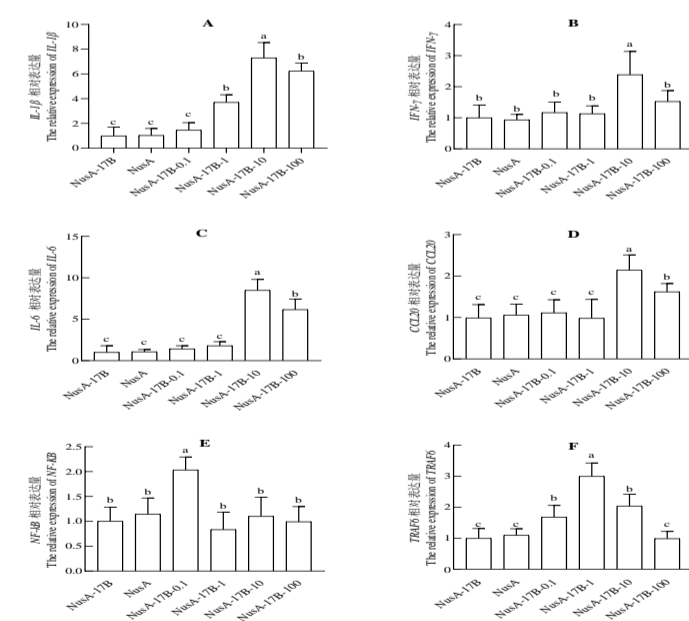 A
IL-1β 相对表达量
The relative expression of IL-1β
10
8
6
4
2
0
c
c
c
b
a
b
NusA-17B
NusA
NusA-17B-0.1
NusA-17B-1
NusA-17B-10
NusA-17B-100
B
IFN-γ 相对表达量
The relative expression of IFN-γ
4
3
2
1
0
b
b
b
b
a
b
NusA-17B
NusA
NusA-17B-0.1
NusA-17B-1
NusA-17B-10
NusA-17B-100
C
IL-6 相对表达量
The relative expression of IL-6
15
10
5
0
c
c
c
c
a
b
NusA-17B
NusA
NusA-17B-0.1
NusA-17B-1
NusA-17B-10
NusA-17B-100
D
CCL20 相对表达量
The relative expression of CCL20
3
2
1
0
c
c
c
c
a
b
NusA-17B
NusA
NusA-17B-0.1
NusA-17B-1
NusA-17B-10
NusA-17B-100
E
NF-kB 相对表达量
The relative expression of NF-KB
2.5
2.0
1.5
1.0
0.5
0.0
b
b
a
b
b
b
NusA-17B
NusA
NusA-17B-0.1
NusA-17B-1
NusA-17B-10
NusA-17B-100
F
TRAF6 相对表达量
The relative expression of TRAF6
4
3
2
1
0
c
c
b
a
b
c
NusA-17B
NusA
NusA-17B-0.1
NusA-17B-1
NusA-17B-10
NusA-17B-100